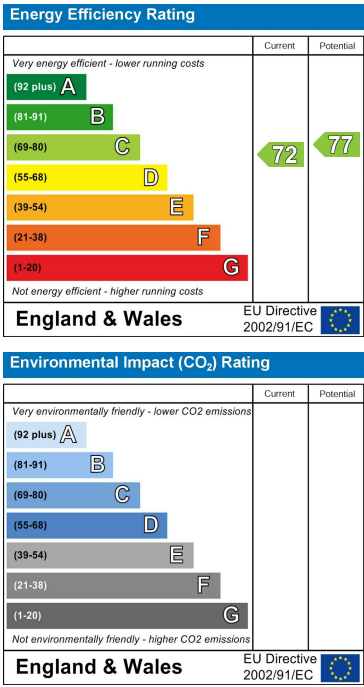 Energy Efficiency Rating
Current Potential
Very energy efficient - lower running costs
(92 plus) A
(81-91) B
(69-80) C
72 77
(55-68) D
(39-54) E
(21-38) F
(1-20) G
Not energy efficient - higher running costs
England & Wales
EU Directive
2002/91/EC
Environmental Impact (CO₂) Rating
Current Potential
Very environmentally friendly - lower CO2 emissions
(92 plus) A
(81-91) B
(69-80) C
(55-68) D
(39-54) E
(21-38) F
(1-20) G
Not environmentally friendly - higher CO2 emissions
England & Wales
EU Directive
2002/91/EC